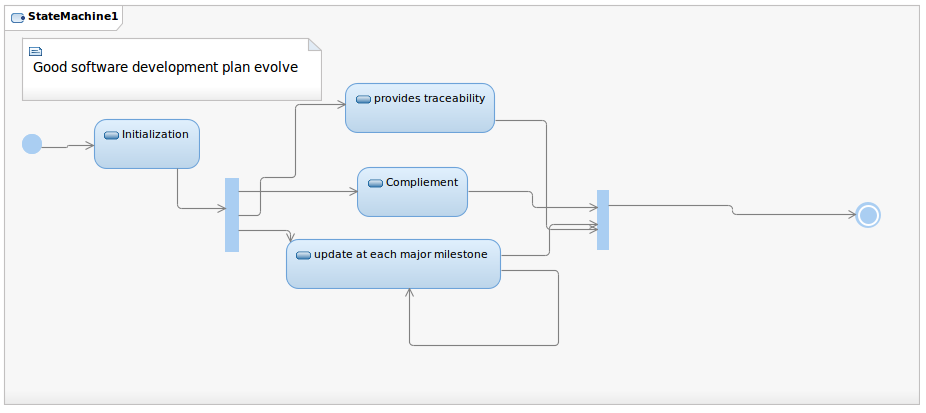 StateMachine1
Good software development plan evolve
provides traceability
Initialization
Compliement
update at each major milestone